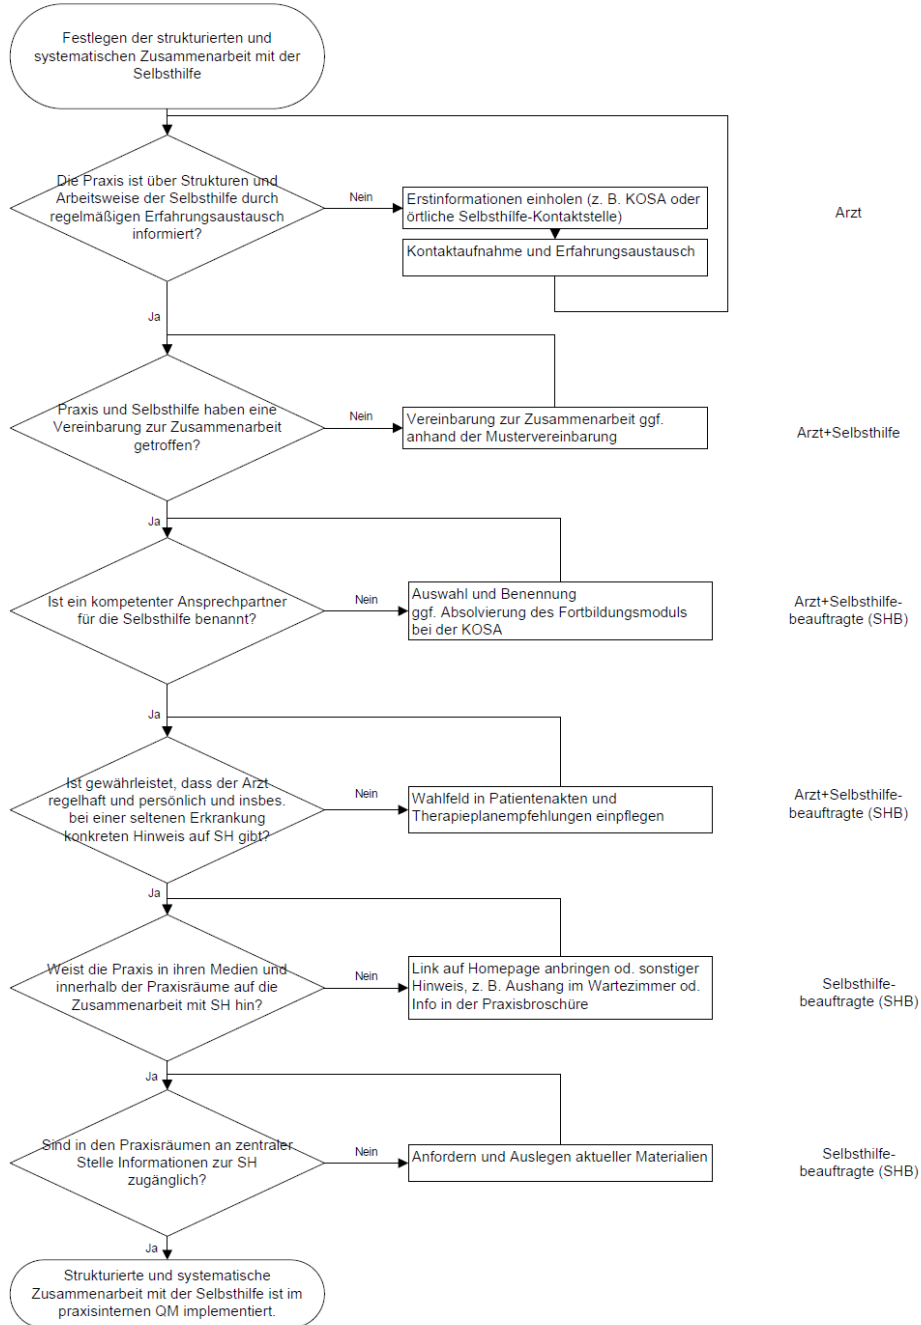 Festlegen der strukturierten und
systematischen Zusammenarbeit mit der
Selbsthilfe
Die Praxis ist über Strukturen und
Arbeitsweise der Selbsthilfe durch
regelmäßigen Erfahrungsaustausch
informiert?
Nein
Erstinformationen einholen (z. B. KOSA oder
örtliche Selbsthilfe-Kontaktstelle)
Kontaktaufnahme und Erfahrungsaustausch
Arzt
Ja
Praxis und Selbsthilfe haben eine
Vereinbarung zur Zusammenarbeit
getroffen?
Nein
Vereinbarung zur Zusammenarbeit ggf.
anhand der Mustervereinbarung
Arzt+Selbsthilfe
Ja
Ist ein kompetenter Ansprechpartner
für die Selbsthilfe benannt?
Nein
Auswahl und Benennung
ggf. Absolvierung des Fortbildungsmoduls
bei der KOSA
Arzt+Selbsthilfe-
beauftragte (SHB)
Ja
Ist gewährleistet, dass der Arzt
regelhaft und persönlich und insbes.
bei einer seltenen Erkrankung
konkreten Hinweis auf SH gibt?
Nein
Wahlfeld in Patientenakten und
Therapieplanempfehlungen einpflegen
Arzt+Selbsthilfe-
beauftragte (SHB)
Ja
Weist die Praxis in ihren Medien und
innerhalb der Praxisräume auf die
Zusammenarbeit mit SH hin?
Nein
Link auf Homepage anbringen od. sonstiger
Hinweis, z. B. Aushang im Wartezimmer od.
Info in der Praxisbroschüre
Selbsthilfe-
beauftragte (SHB)
Ja
Sind in den Praxisräumen an zentraler
Stelle Informationen zur SH
zugänglich?
Nein
Anfordern und Auslegen aktueller Materialien
Selbsthilfe-
beauftragte (SHB)
Ja
Strukturierte und systematische
Zusammenarbeit mit der Selbsthilfe ist im
praxisinternen QM implementiert.